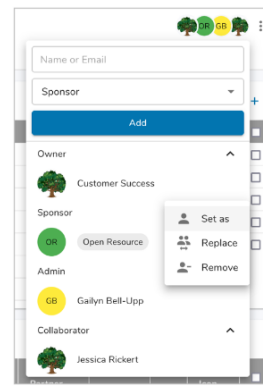 OR GB
Name or Email
Sponsor
+
Add
Owner
Customer Success
Sponsor
Set as
OR Open Resource
Replace
Admin
Remove
GB Gailyn Bell-Upp
Collaborator
Jessica Rickert
Partner